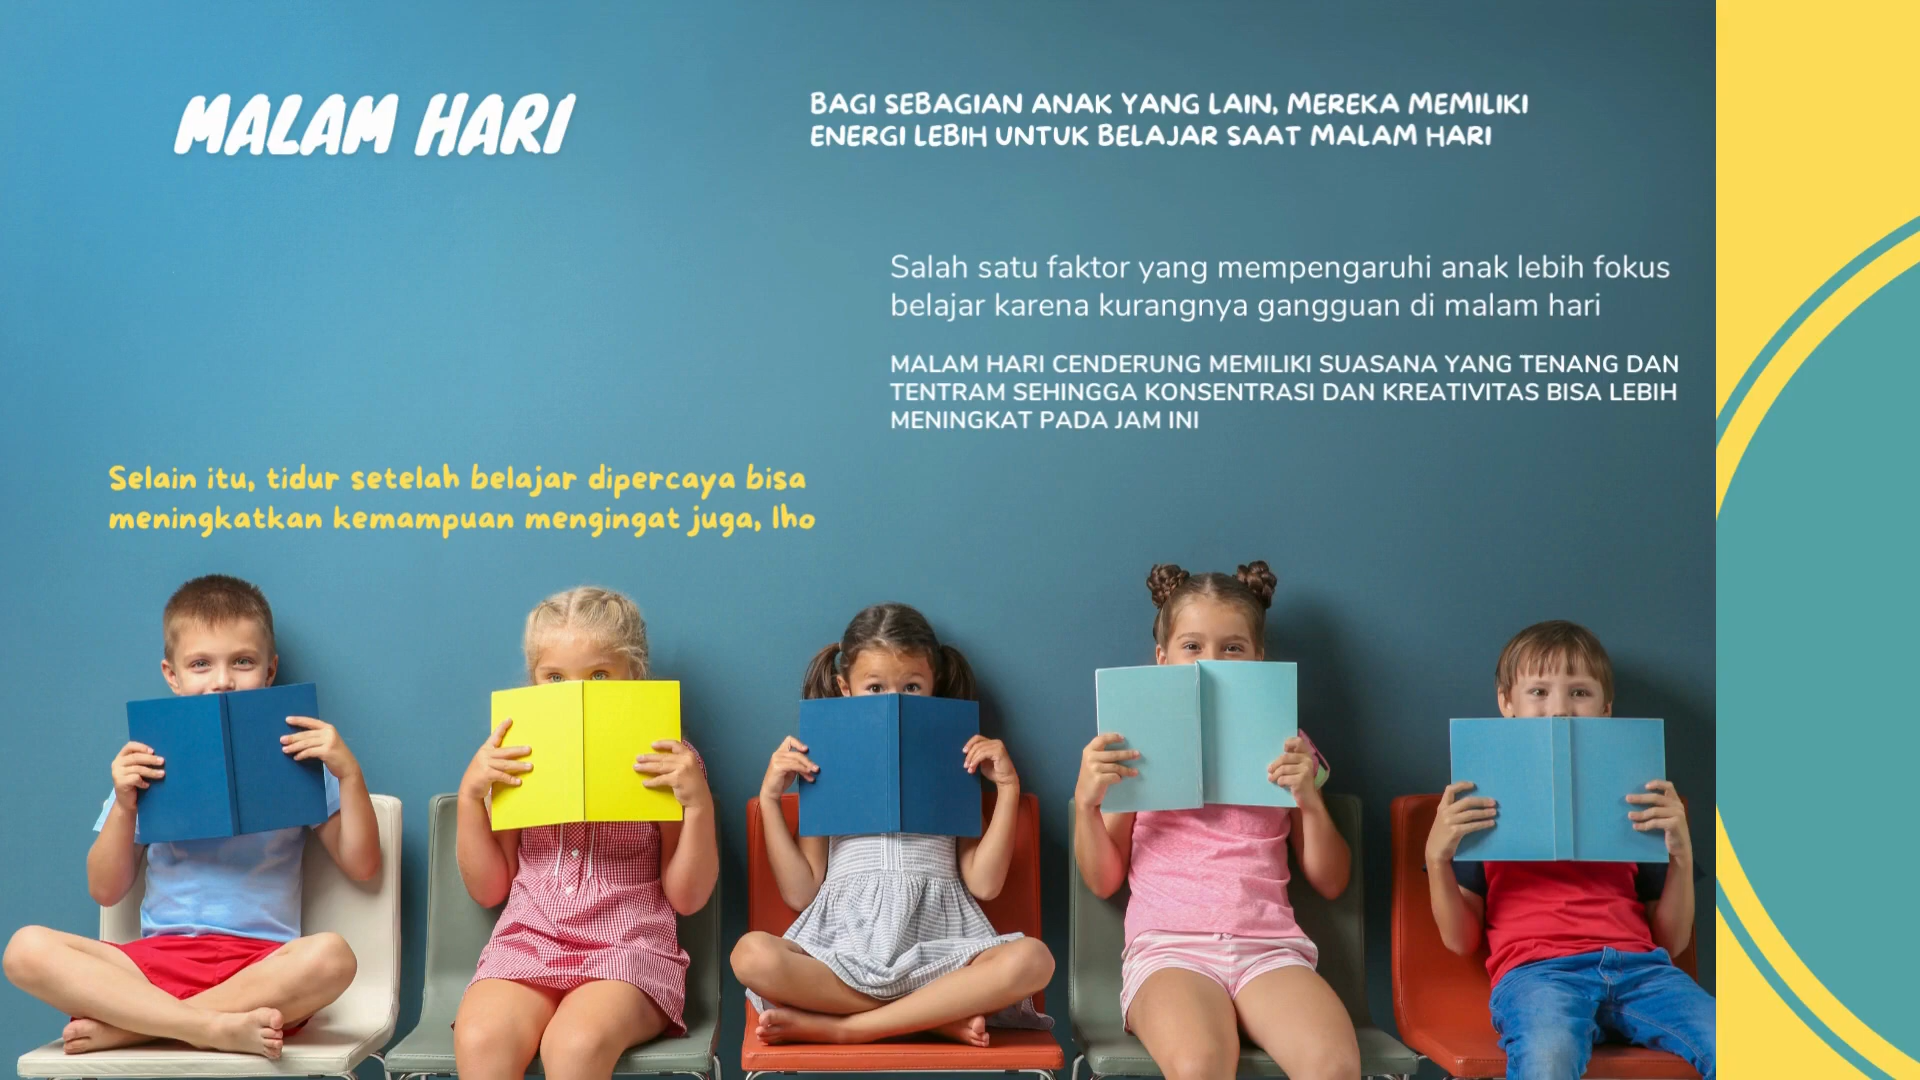 MALAM HARI
BAGI SEBAGIAN ANAK YANG LAIN, MEREKA MEMILIKI
ENERGI LEBIH UNTUK BELAJAR SAAT MALAM HARI
Salah satu faktor yang mempengaruhi anak lebih fokus
belajar karena kurangnya gangguan di malam hari
MALAM HARI CENDERUNG MEMILIKI SUASANA YANG TENANG DAN
TENTRAM SEHINGGA KONSENTRASI DAN KREATIVITAS BISA LEBIH
MENINGKAT PADA JAM INI
Selain itu, tidur setelah belajar dipercaya bisa
meningkatkan kemampuan mengingat juga, lho